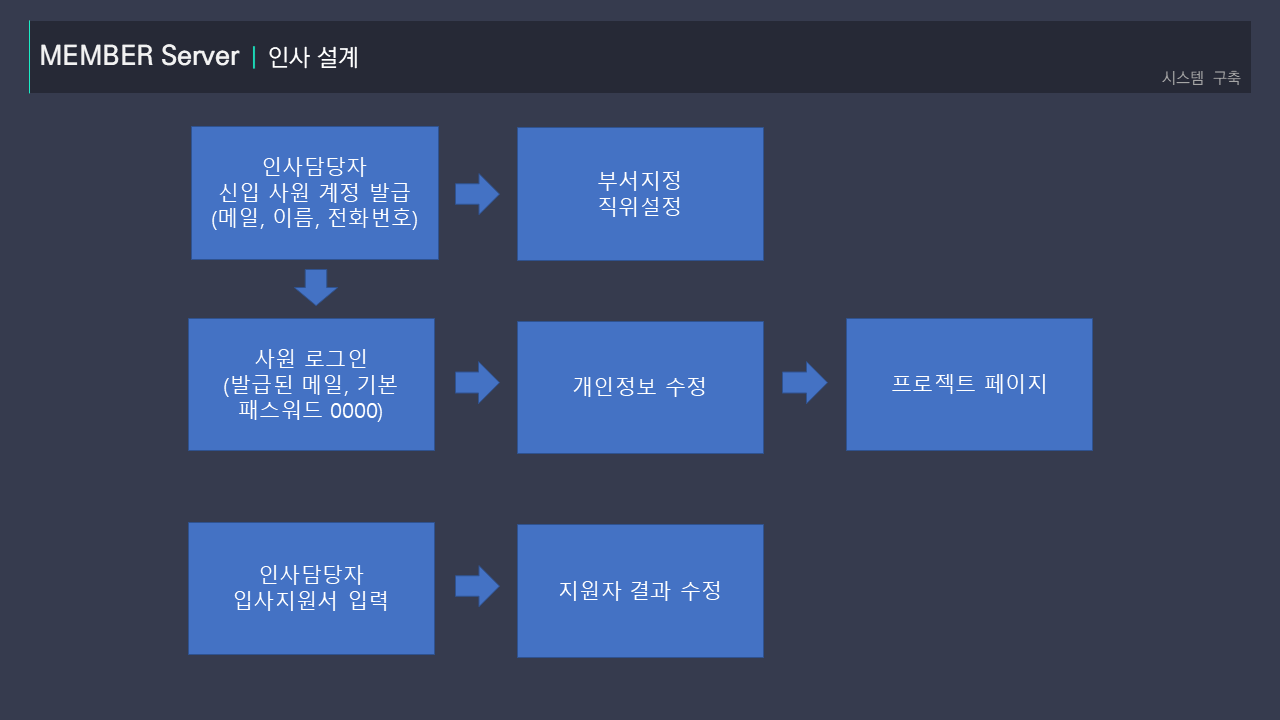 MEMBER Server | 인사 설계
시스템 구축
인사담당자
신입 사원 계정 발급
(메일, 이름, 전화번호)
부서지정
직위설정
사원 로그인
(발급된 메일, 기본
패스워드 0000)
개인정보 수정
프로젝트 페이지
인사담당자
입사지원서 입력
지원자 결과 수정